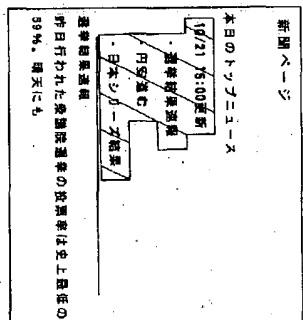 新聞ページ
本日のトップニュース
10/21 15:00更新
・選挙結果速報
・円安進む
・日本シリーズ結果
選挙結果速報
昨日行われた衆議院選挙の投票率は史上最低の
59%。晴天にも